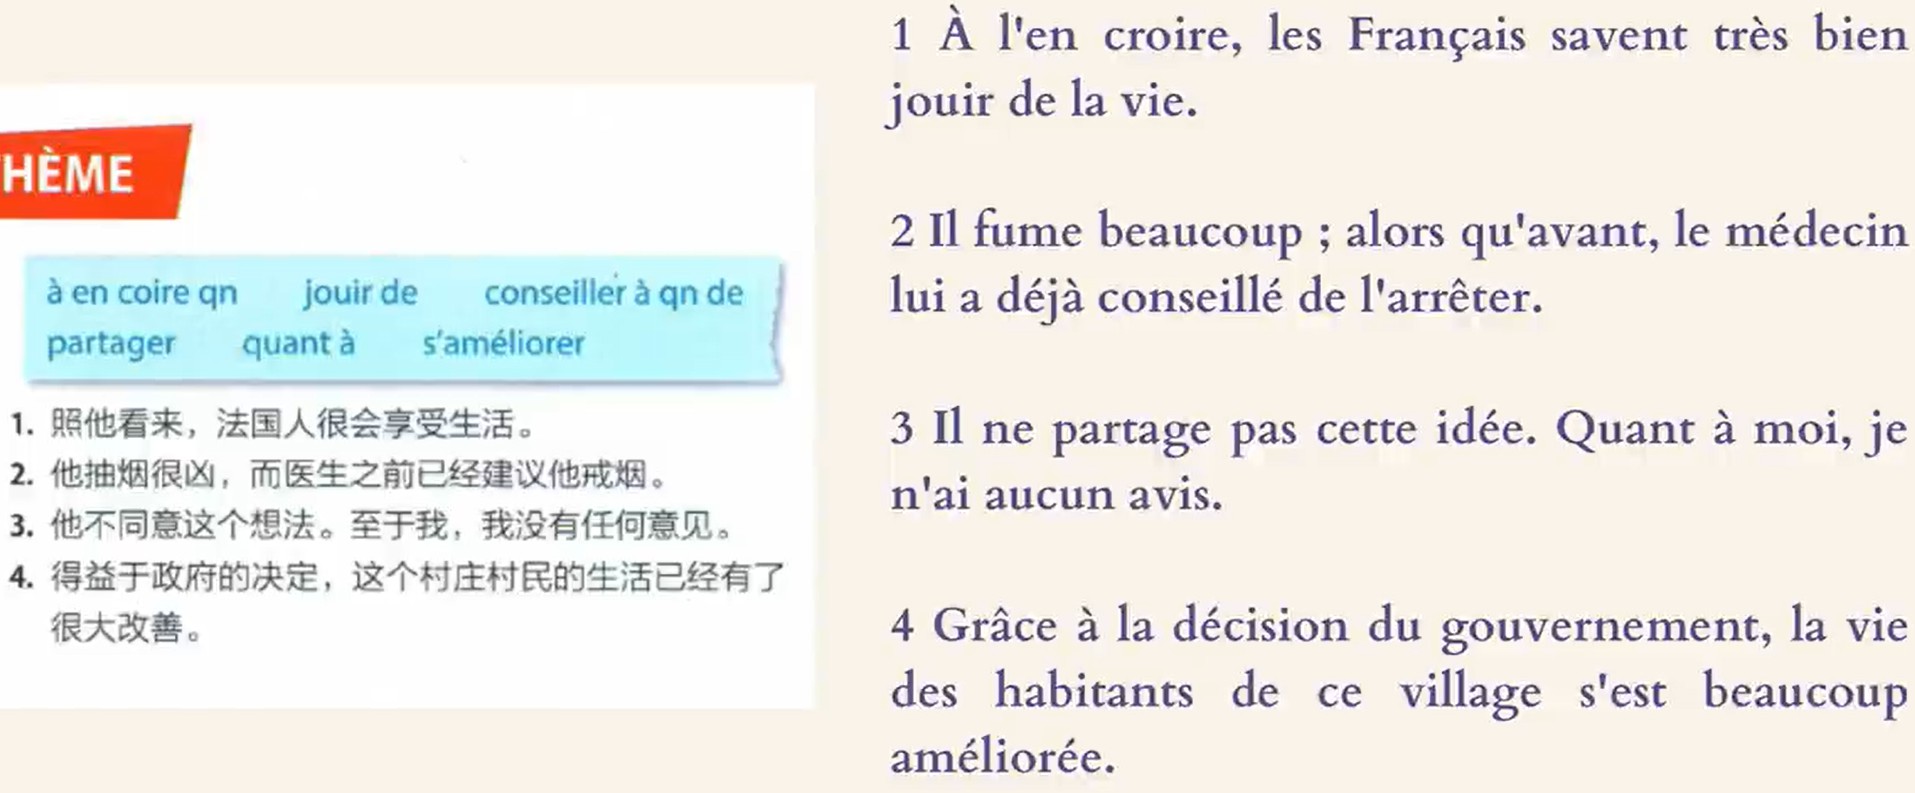 HÈME
à en coire qn jouir de conseiller à qn de
partager quant à s'améliorer
1. 照他看来，法国人很会享受生活。
2. 他抽烟很凶，而医生之前已经建议他戒烟。
3. 他不同意这个想法。至于我，我没有任何意见。
4. 得益于政府的决定，这个村庄村民的生活已经有了
很大改善。
1 À l'en croire, les Français savent très bien
jouir de la vie.
2 Il fume beaucoup ; alors qu'avant, le médecin
lui a déjà conseillé de l'arrêter.
3 Il ne partage pas cette idée. Quant à moi, je
n'ai aucun avis.
4 Grâce à la décision du gouvernement, la vie
des habitants de ce village s'est beaucoup
améliorée.